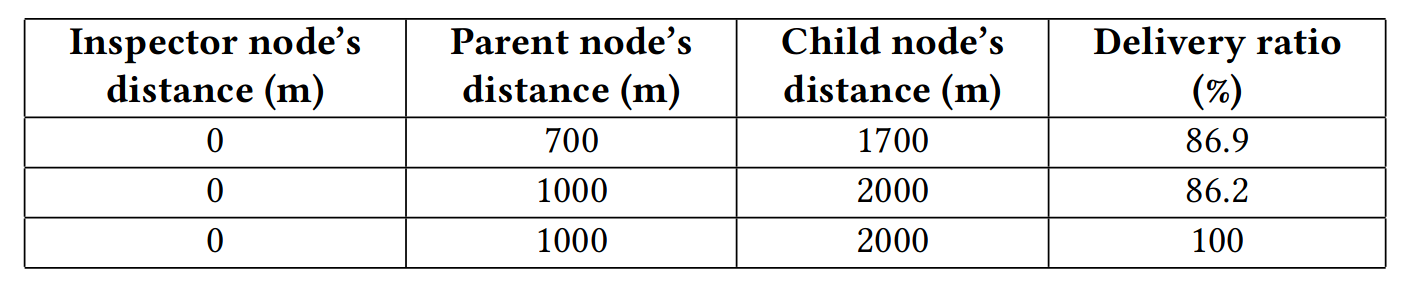 Inspector node's distance (m) Parent node's distance (m) Child node's distance (m) Delivery ratio (%)
0 700 1700 86.9
0 1000 2000 86.2
0 1000 2000 100